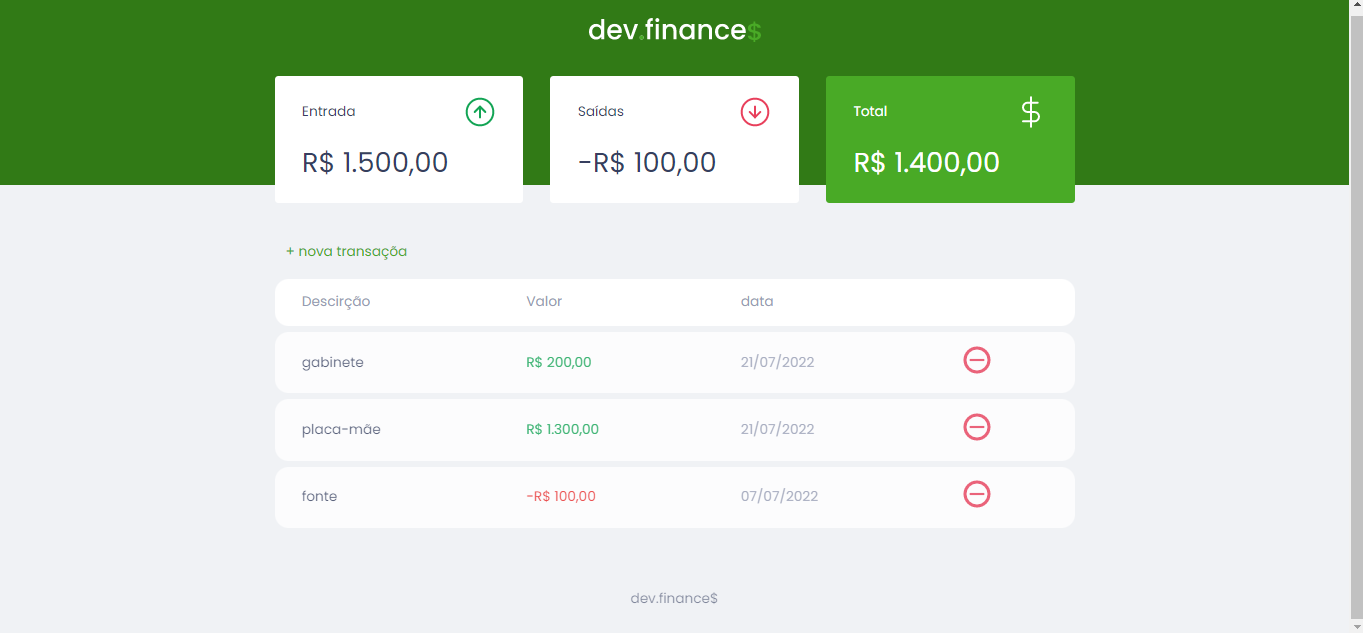 dev.finance$
Entrada
R$ 1.500,00
Saídas
-R$ 100,00
Total
$
R$ 1.400,00
+ nova transaçõa
Descirção Valor data
gabinete R$ 200,00 21/07/2022
placa-mãe R$ 1.300,00 21/07/2022
fonte -R$ 100,00 07/07/2022
dev.finance$